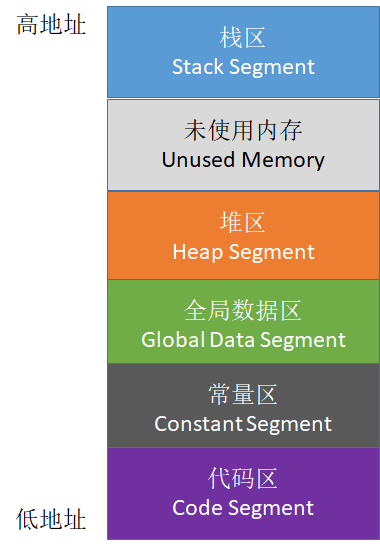 高地址
栈区
Stack Segment
未使用内存
Unused Memory
堆区
Heap Segment
全局数据区
Global Data Segment
常量区
Constant Segment
代码区
Code Segment
低地址